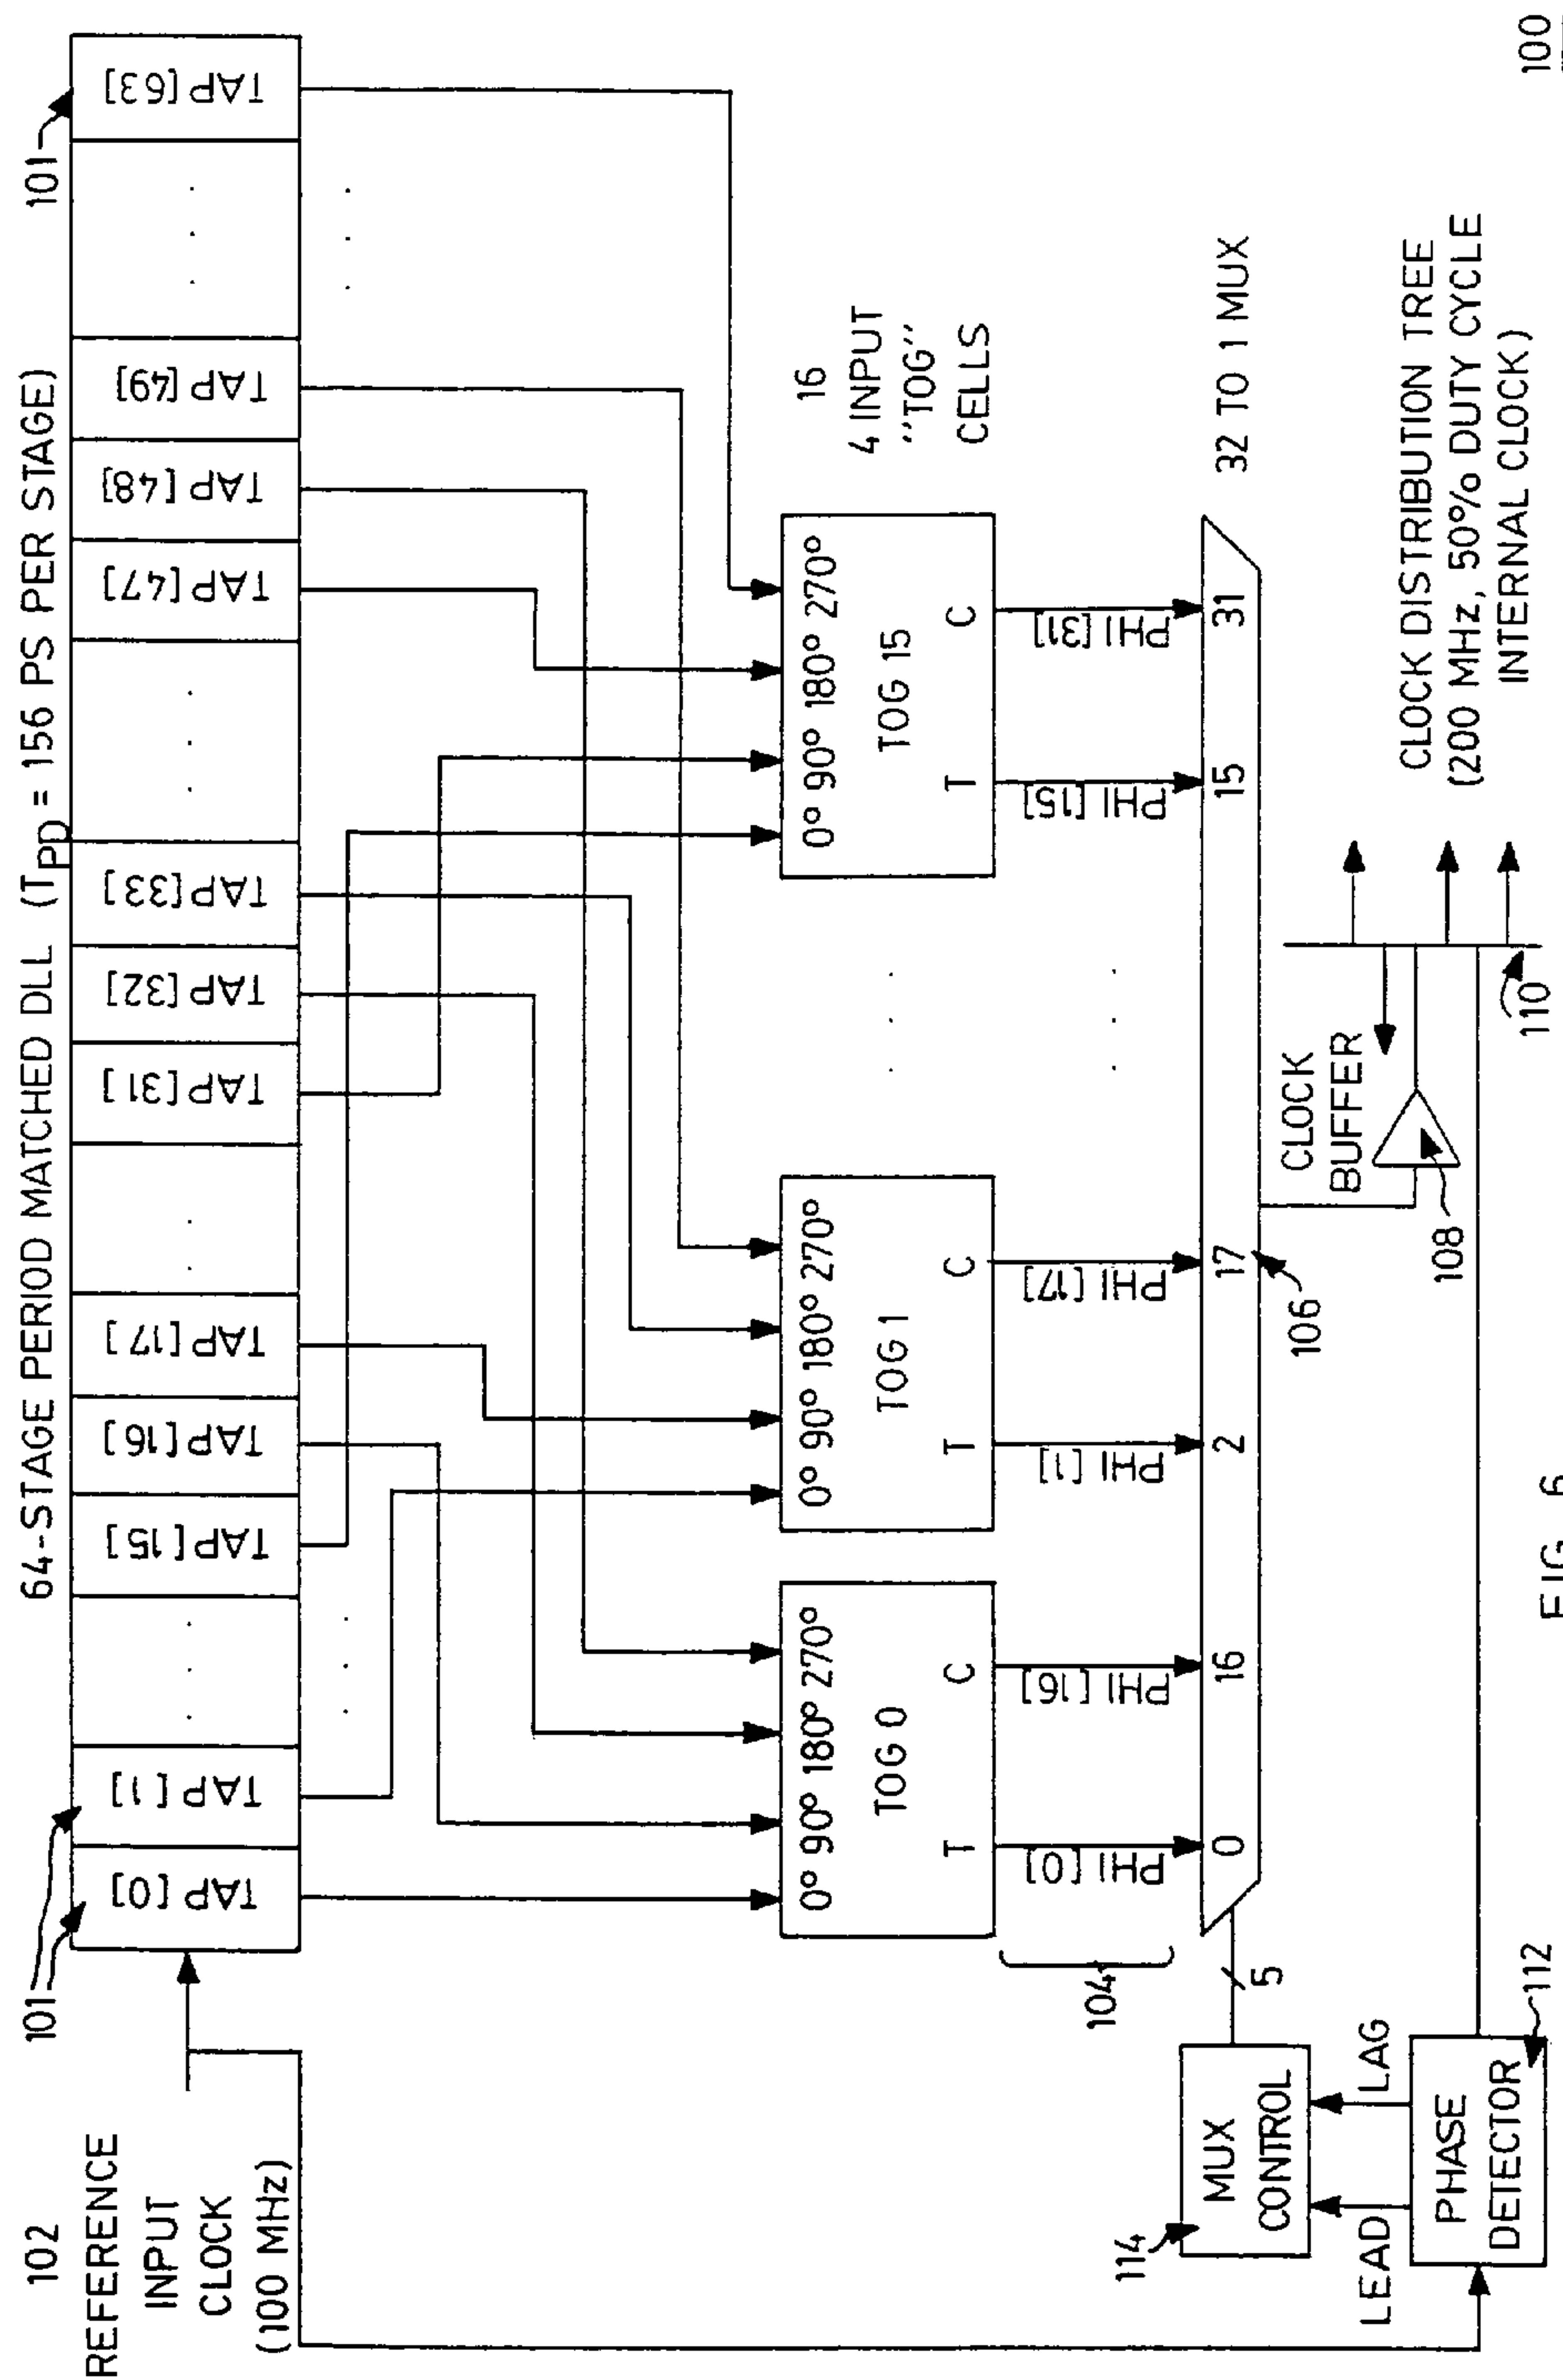 64-STAGE PERIOD MATCHED DLL (TPD = 156 PS PER STAGE)
101
101
102
REFERENCE
INPUT
CLOCK
(100 MHz)
TAP [0]
TAP [1]
TAP [15]
TAP [16]
TAP [17]
TAP [31]
TAP [32]
TAP [33]
TAP [47]
TAP [48]
TAP [49]
TAP [63]
0° 90° 180° 270°
TOG 0
T C
0° 90° 180° 270°
TOG 1
T C
0° 90° 180° 270°
TOG 15
T C
16
4 INPUT
"TOG"
CELLS
104
PHI [0]
PHI [16]
PHI [1]
PHI [17]
PHI [15]
PHI [31]
0 16 2 17 15 31
32 TO 1 MUX
106
5
114
MUX
CONTROL
LEAD
LAG
PHASE
DETECTOR
112
CLOCK
BUFFER
108
110
CLOCK DISTRIBUTION TREE
(200 MHz, 50% DUTY CYCLE
INTERNAL CLOCK)
FIG. 6
100